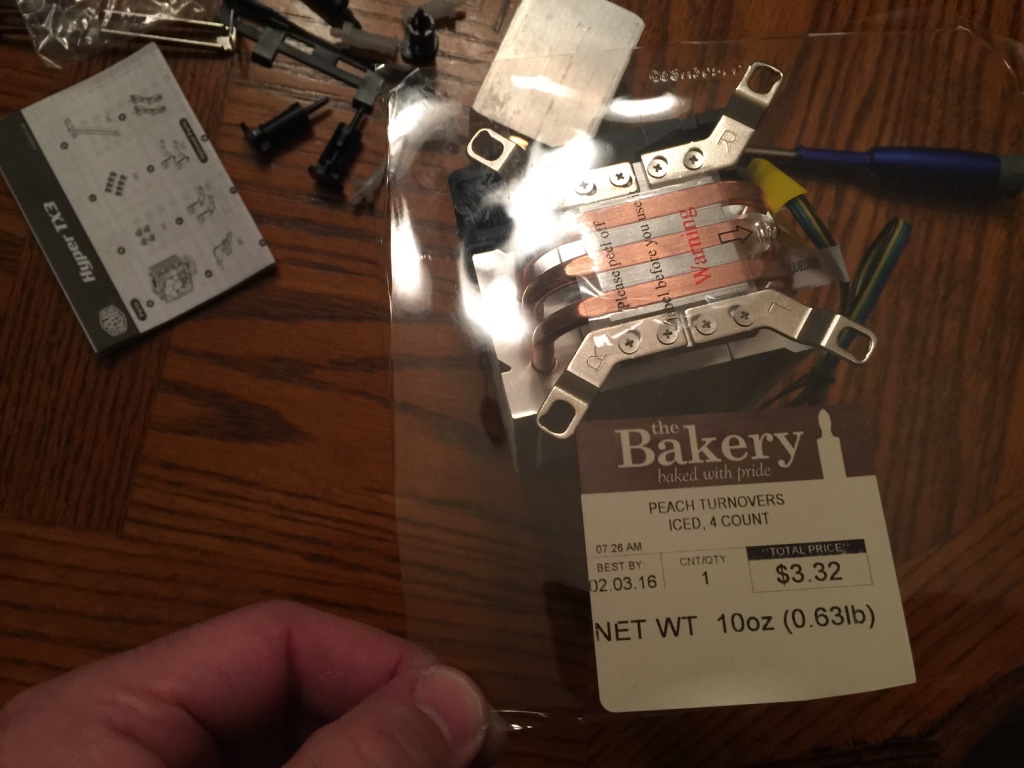 Hyper TX3
Please peel off
label before you use
Warning
R
R
L
the
Bakery
baked with pride
PEACH TURNOVERS
ICED, 4 COUNT
07:26 AM
BEST BY:
02.03.16
CNT/QTY
1
"TOTAL PRICE"
$3.32
NET WT 10oz (0.63lb)